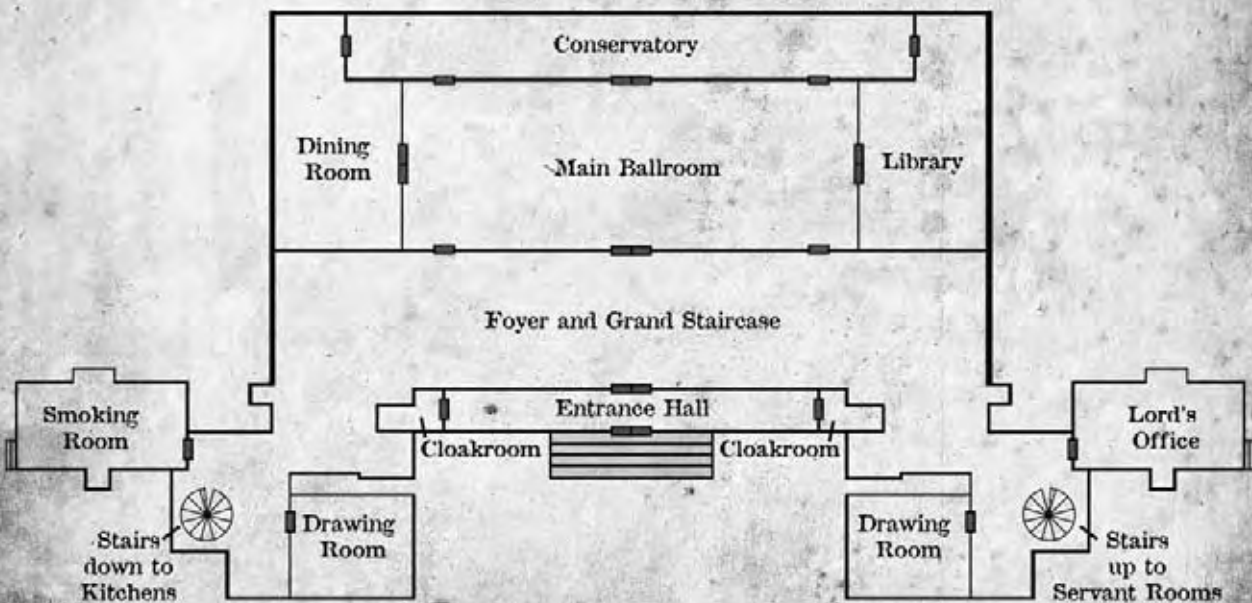 Conservatory
Dining
Room
Main Ballroom
Library
Foyer and Grand Staircase
Smoking
Room
Entrance Hall
Lord's
Office
Cloakroom
Cloakroom
Drawing
Room
Drawing
Room
Stairs
down to
Kitchens
Stairs
up to
Servant Rooms